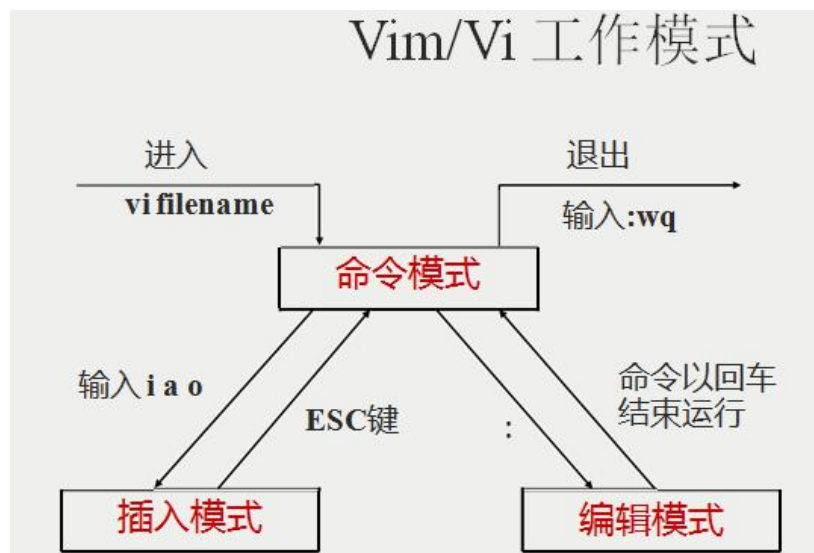 Vim/Vi 工作模式
进入
vi filename
退出
输入:wq
命令模式
输入 i a o
ESC键
:
命令以回车
结束运行
插入模式
编辑模式